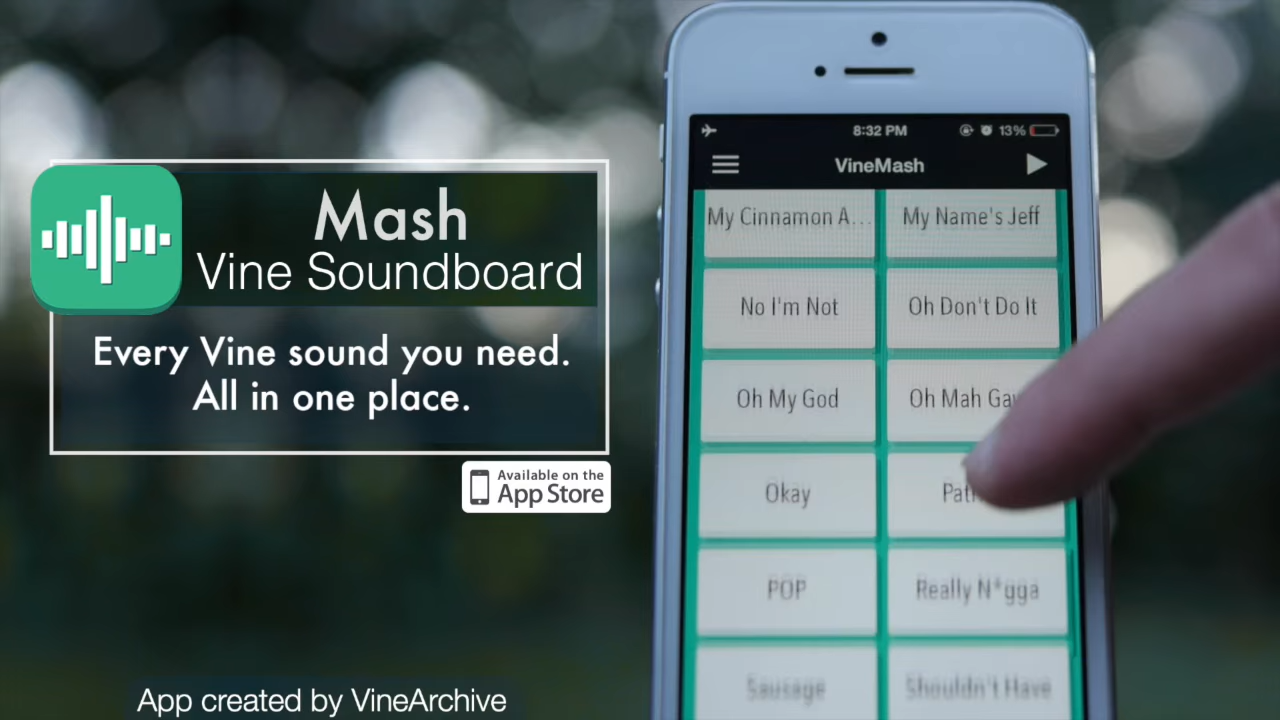 Mash
Vine Soundboard
Every Vine sound you need.
All in one place.
Available on the
App Store
App created by VineArchive
8:32 PM
13%
VineMash
My Cinnamon A...
My Name's Jeff
No I'm Not
Oh Don't Do It
Oh My God
Oh Mah
Okay
POP
Really N*gga
Sausage
Shouldn't Have